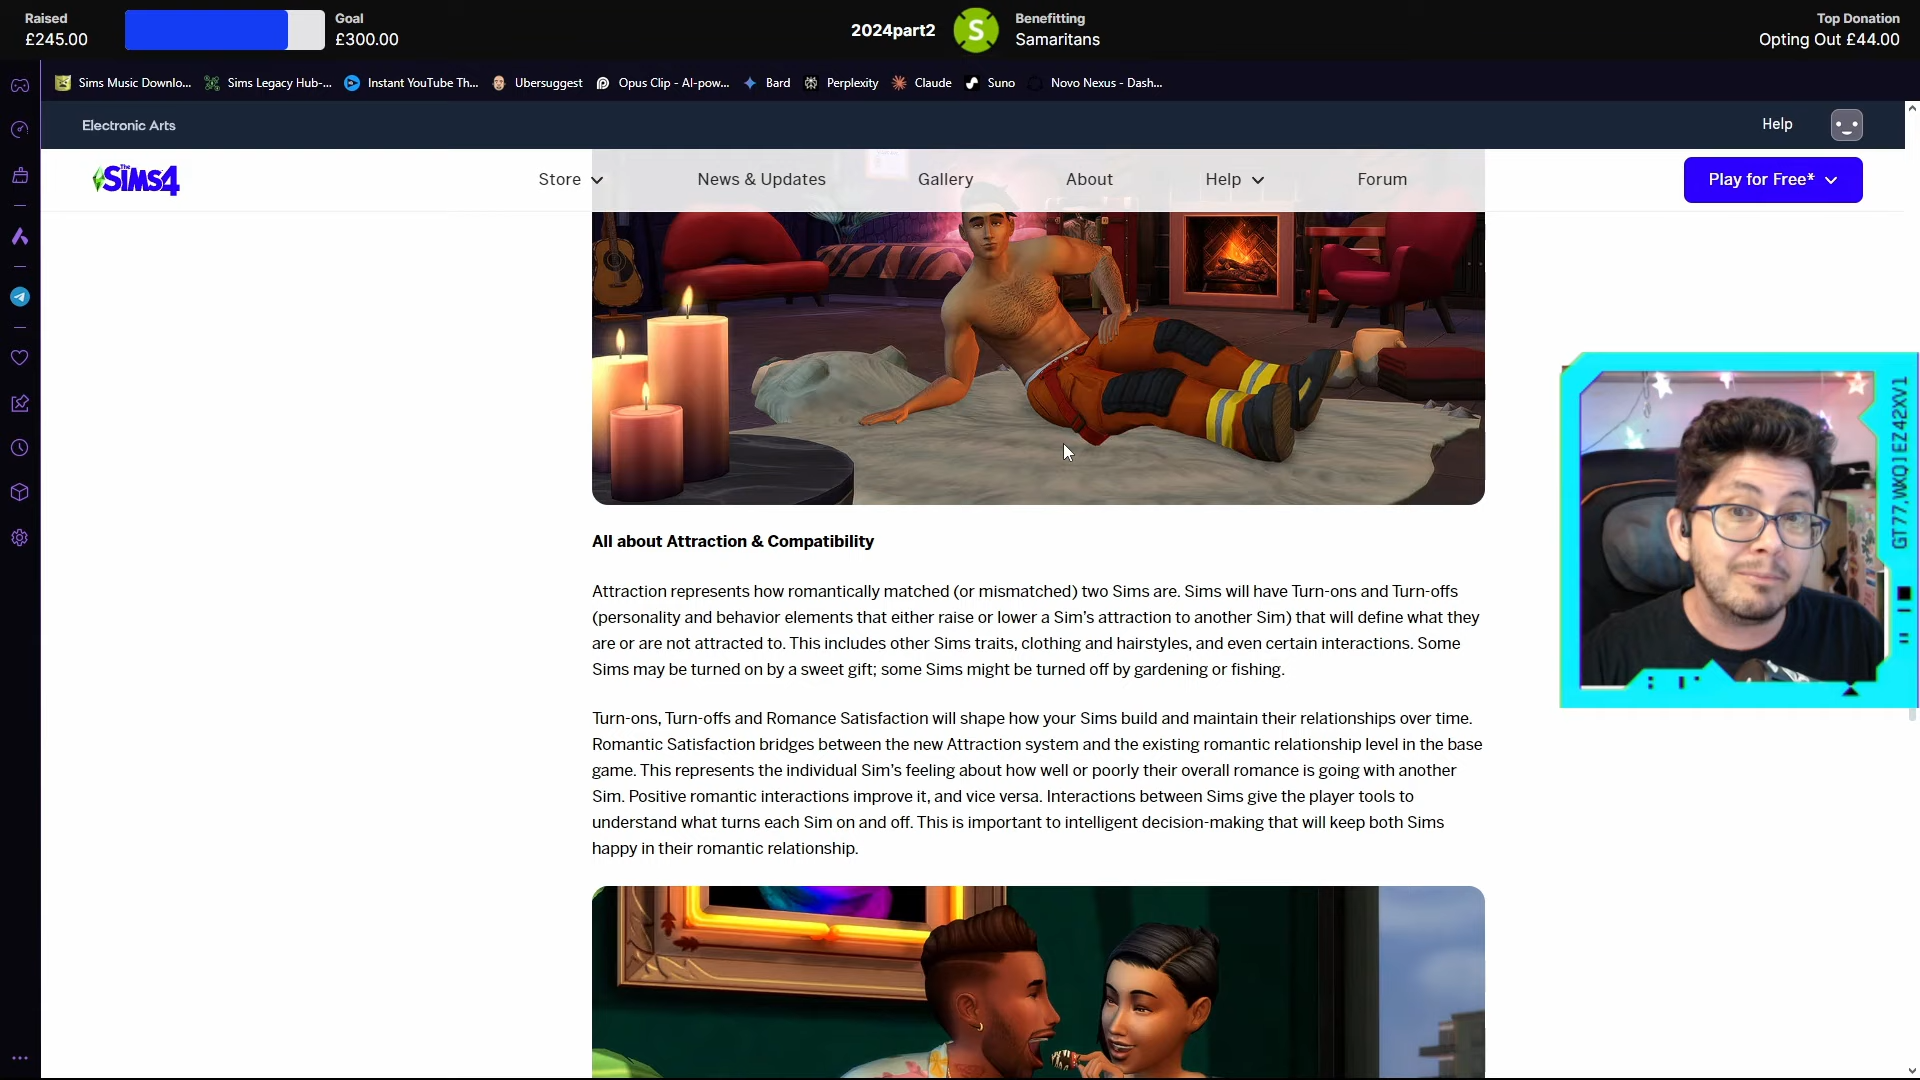 Raised
£245.00
Goal
£300.00
2024part2
S
Benefitting
Samaritans
Top Donation
Opting Out £44.00
Sims Music Downlo...
Sims Legacy Hub-...
Instant YouTube Th...
Ubersuggest
Opus Clip - AI-pow...
Bard
Perplexity
Claude
Suno
Novo Nexus - Dash...
Electronic Arts
Help
The SiMS4
Store
News & Updates
Gallery
About
Help
Forum
Play for Free*
All about Attraction & Compatibility
Attraction represents how romantically matched (or mismatched) two Sims are. Sims will have Turn-ons and Turn-offs
(personality and behavior elements that either raise or lower a Sim's attraction to another Sim) that will define what they
are or are not attracted to. This includes other Sims traits, clothing and hairstyles, and even certain interactions. Some
Sims may be turned on by a sweet gift; some Sims might be turned off by gardening or fishing.
Turn-ons, Turn-offs and Romance Satisfaction will shape how your Sims build and maintain their relationships over time.
Romantic Satisfaction bridges between the new Attraction system and the existing romantic relationship level in the base
game. This represents the individual Sim's feeling about how well or poorly their overall romance is going with another
Sim. Positive romantic interactions improve it, and vice versa. Interactions between Sims give the player tools to
understand what turns each Sim on and off. This is important to intelligent decision-making that will keep both Sims
happy in their romantic relationship.